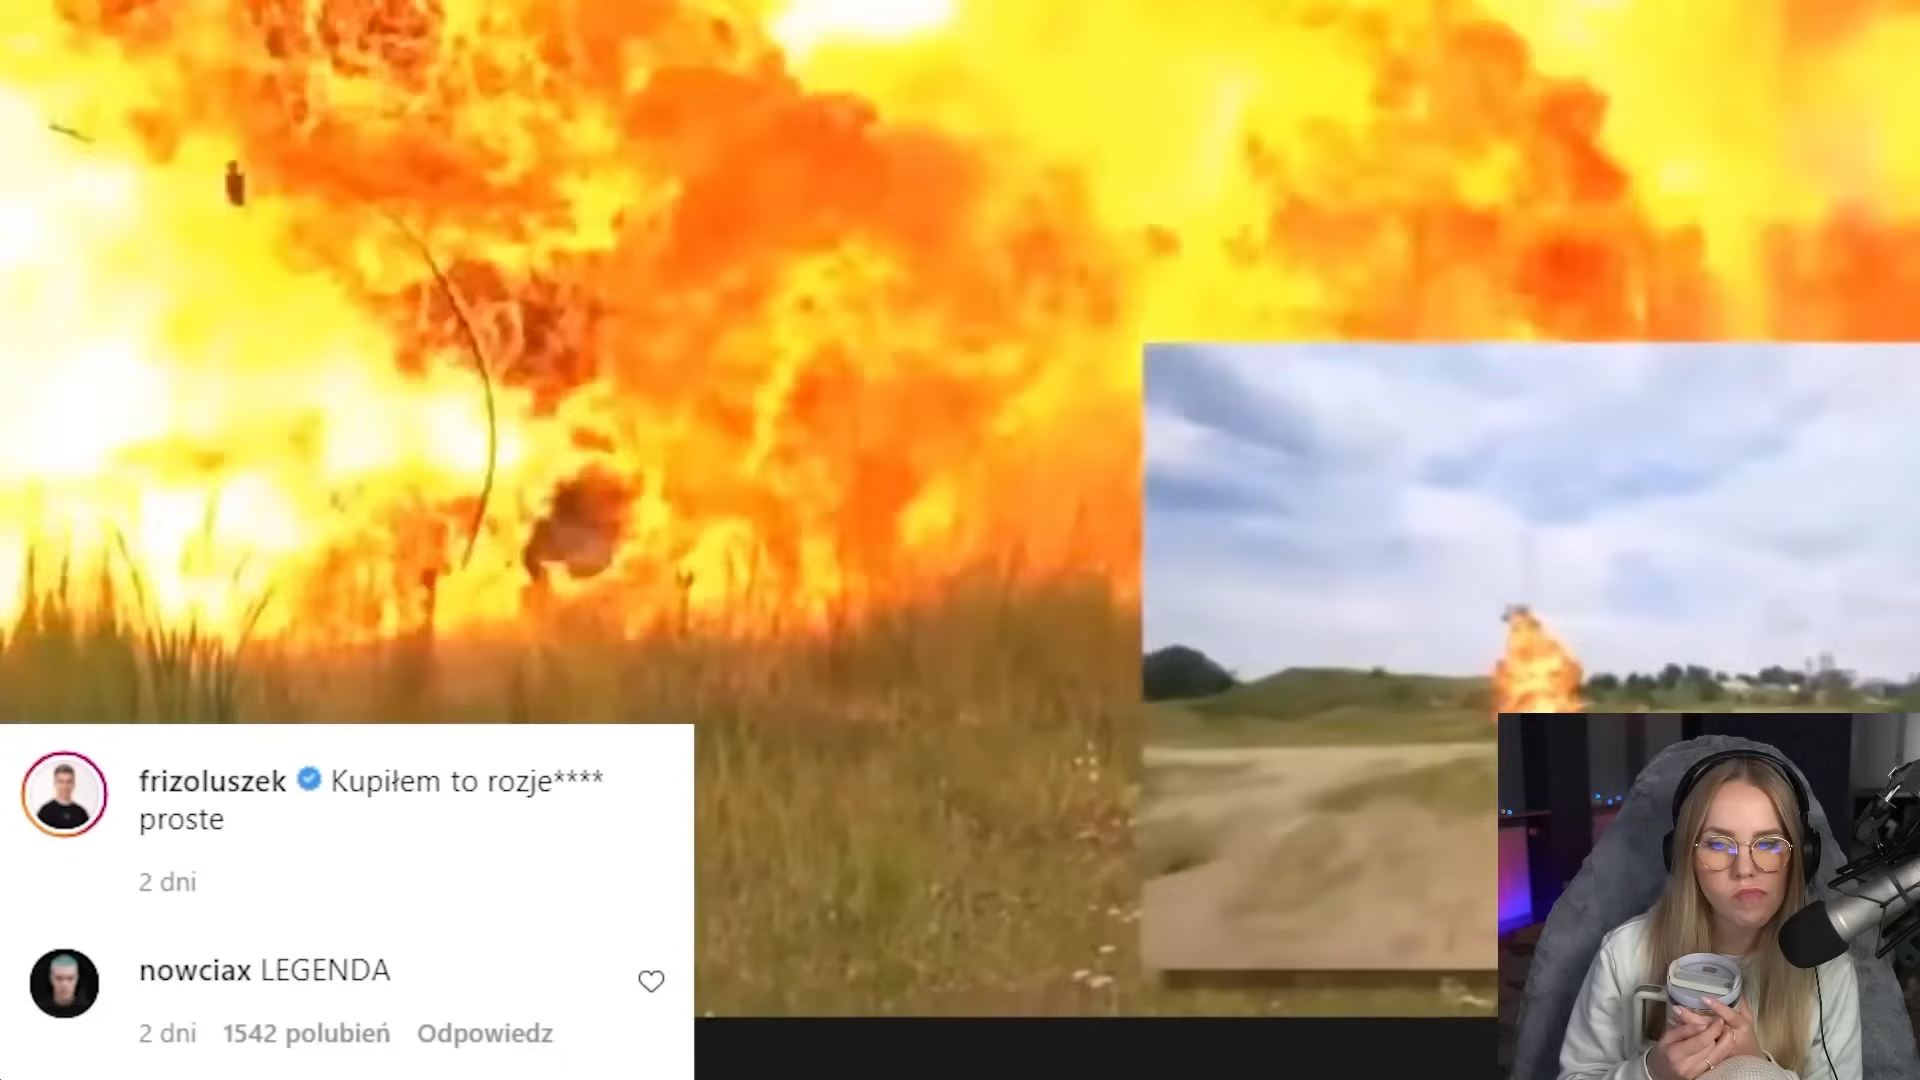 frizoluszek Kupiłem to rozje****
proste
2 dni
nowciax LEGENDA
2 dni 1542 polubień Odpowiedz